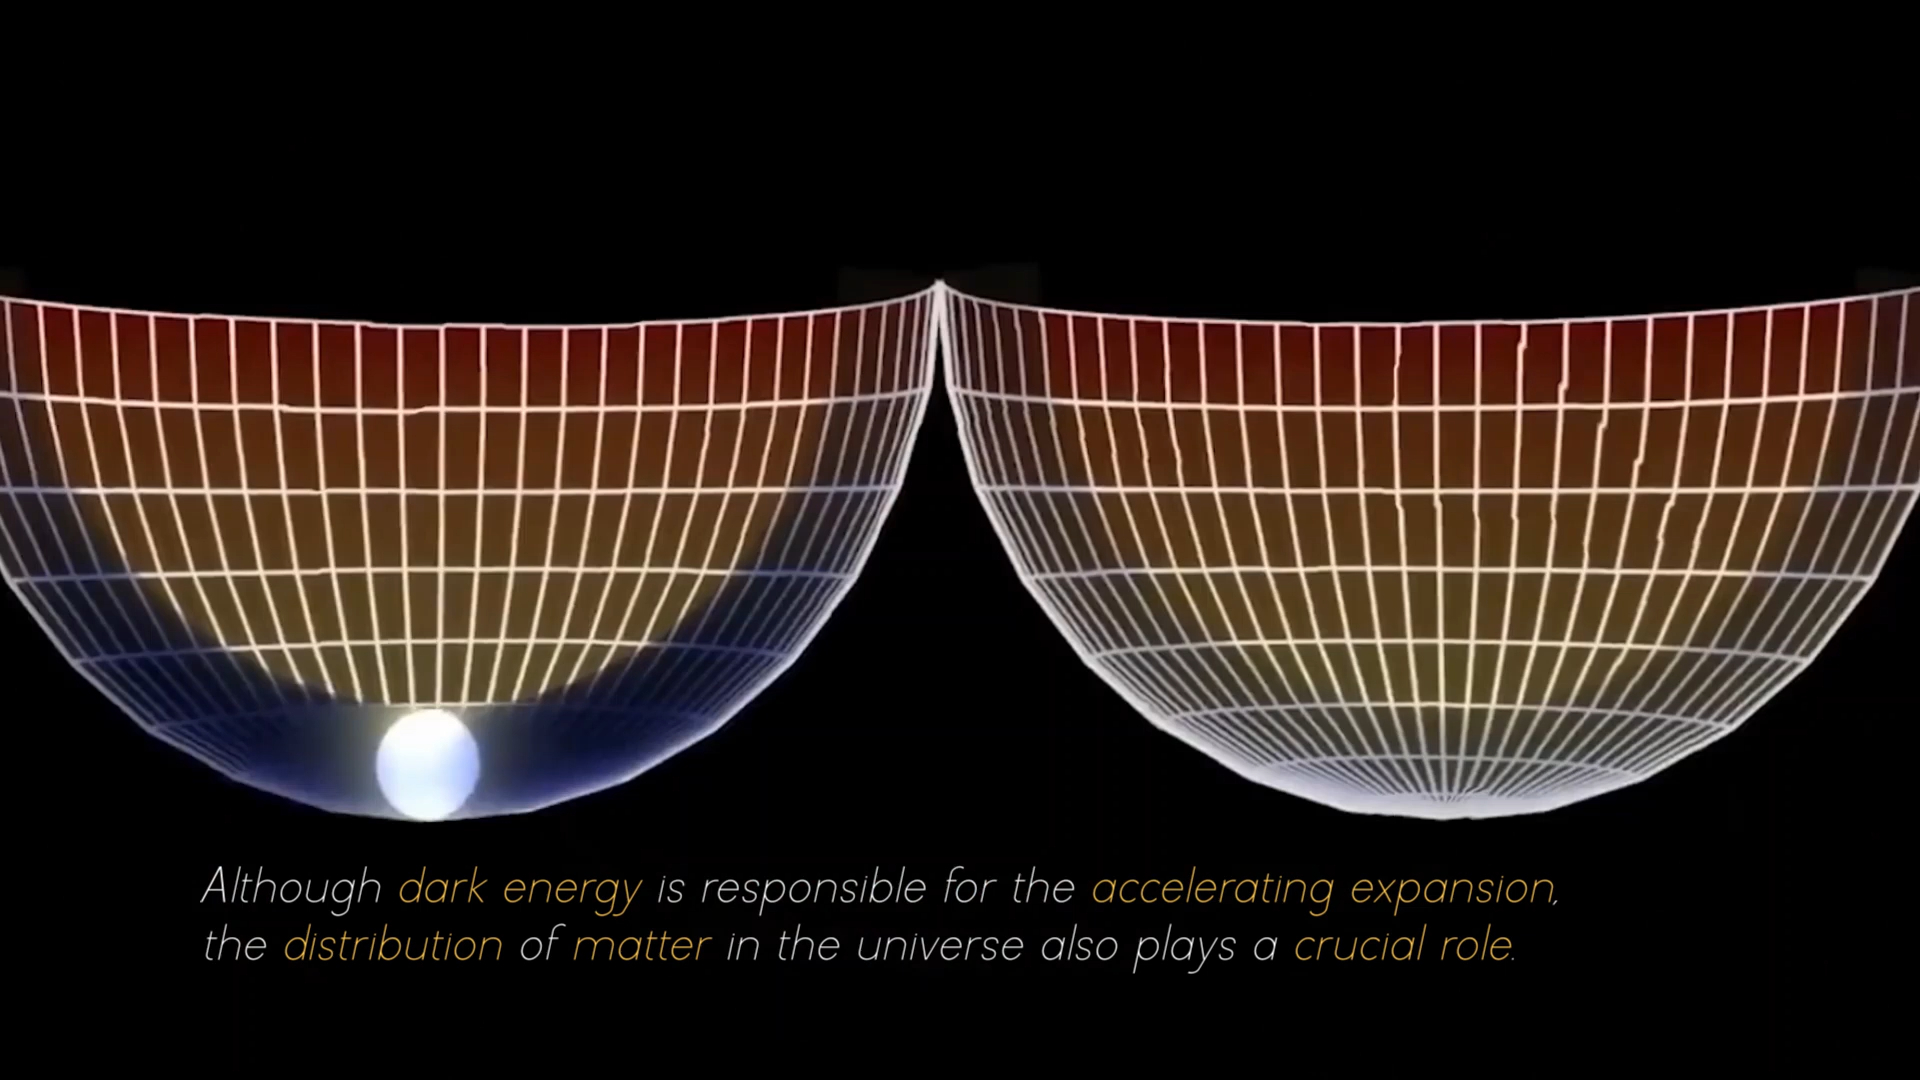 Although dark energy is responsible for the accelerating expansion,
the distribution of matter in the universe also plays a crucial role.